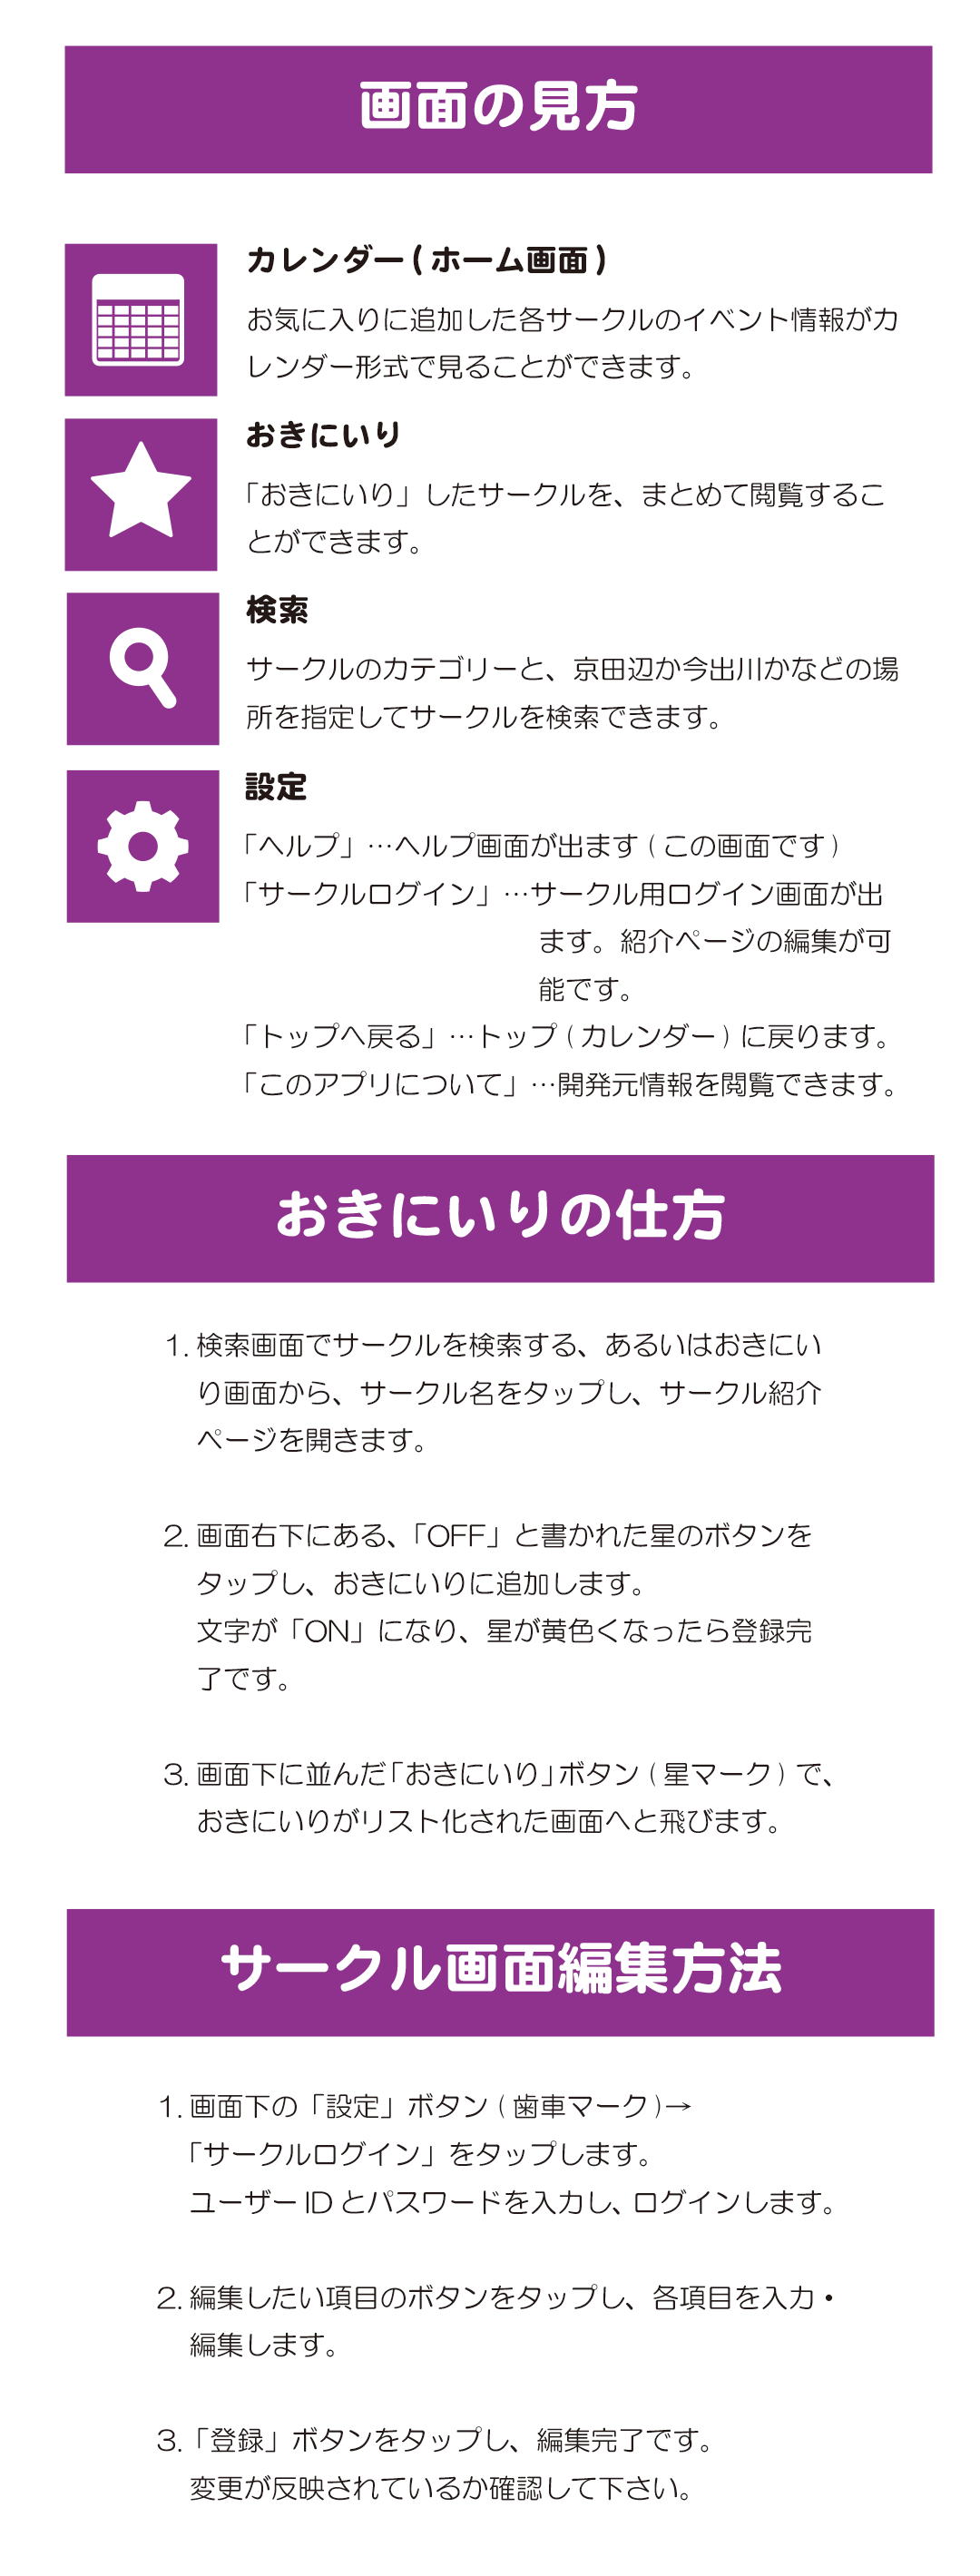 画面の見方
カレンダー(ホーム画面)
お気に入りに追加した各サークルのイベント情報がカ
レンダー形式で見ることができます。
おきにいり
「おきにいり」したサークルを、まとめて閲覧するこ
とができます。
検索
サークルのカテゴリーと、京田辺か今出川かなどの場
所を指定してサークルを検索できます。
設定
「ヘルプ」…ヘルプ画面が出ます(この画面です)
「サークルログイン」…サークル用ログイン画面が出
ます。紹介ページの編集が可
能です。
「トップへ戻る」…トップ(カレンダー)に戻ります。
「このアプリについて」…開発元情報を閲覧できます。
おきにいりの仕方
1. 検索画面でサークルを検索する、あるいはおきにい
り画面から、サークル名をタップし、サークル紹介
ページを開きます。
2. 画面右下にある、「OFF」と書かれた星のボタンを
タップし、おきにいりに追加します。
文字が「ON」になり、星が黄色くなったら登録完
了です。
3. 画面下に並んだ「おきにいり」ボタン(星マーク)で、
おきにいりがリスト化された画面へと飛びます。
サークル画面編集方法
1. 画面下の「設定」ボタン(歯車マーク)→
「サークルログイン」をタップします。
ユーザーIDとパスワードを入力し、ログインします。
2. 編集したい項目のボタンをタップし、各項目を入力・
編集します。
3.「登録」ボタンをタップし、編集完了です。
変更が反映されているか確認して下さい。